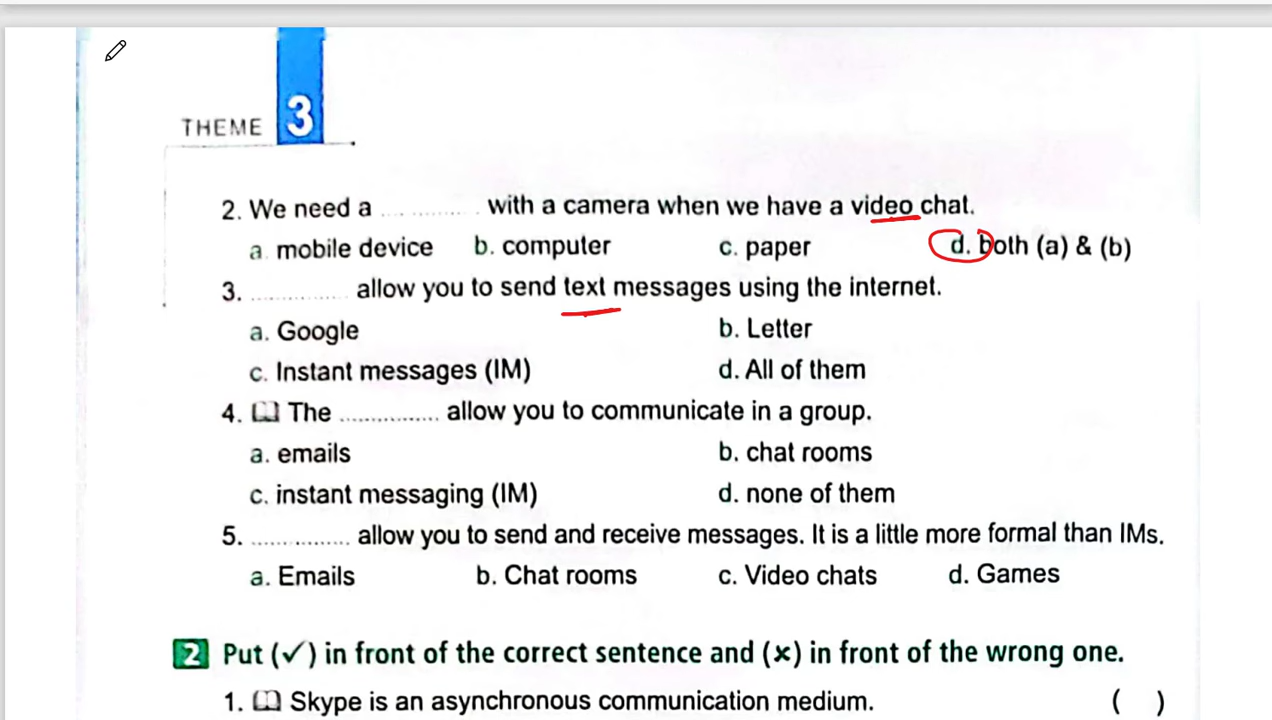 THEME 3
2. We need a .............. with a camera when we have a video chat.
a. mobile device b. computer c. paper d. both (a) & (b)
3. .............. allow you to send text messages using the internet.
a. Google b. Letter
c. Instant messages (IM) d. All of them
4. The .............. allow you to communicate in a group.
a. emails b. chat rooms
c. instant messaging (IM) d. none of them
5. .............. allow you to send and receive messages. It is a little more formal than IMs.
a. Emails b. Chat rooms c. Video chats d. Games
2 Put (✓) in front of the correct sentence and (×) in front of the wrong one.
1. Skype is an asynchronous communication medium. ( )